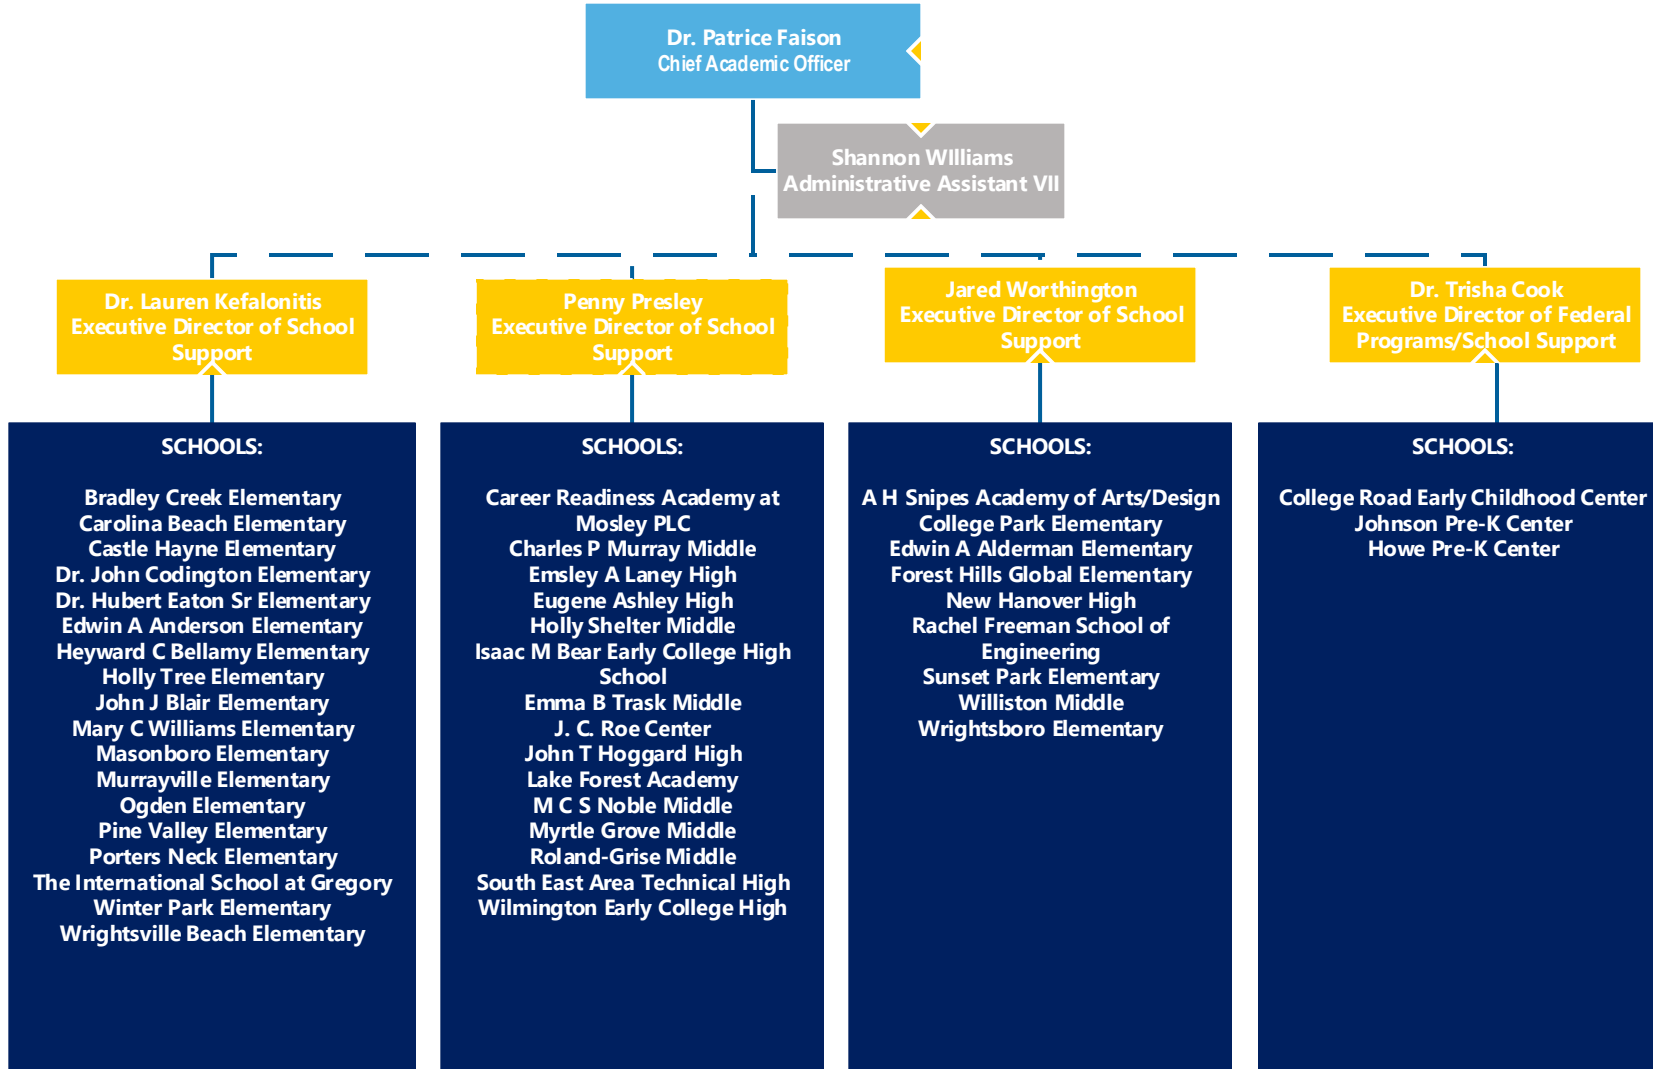 Dr. Patrice Faison
Chief Academic Officer
Shannon WIlliams
Administrative Assistant VII
Dr. Lauren Kefalonitis
Executive Director of School
Support
Penny Presley
Executive Director of School
Support
Jared Worthington
Executive Director of School
Support
Dr. Trisha Cook
Executive Director of Federal
Programs/School Support
SCHOOLS:
Bradley Creek Elementary
Carolina Beach Elementary
Castle Hayne Elementary
Dr. John Codington Elementary
Dr. Hubert Eaton Sr Elementary
Edwin A Anderson Elementary
Heyward C Bellamy Elementary
Holly Tree Elementary
John J Blair Elementary
Mary C Williams Elementary
Masonboro Elementary
Murrayville Elementary
Ogden Elementary
Pine Valley Elementary
Porters Neck Elementary
The International School at Gregory
Winter Park Elementary
Wrightsville Beach Elementary
SCHOOLS:
Career Readiness Academy at
Mosley PLC
Charles P Murray Middle
Emsley A Laney High
Eugene Ashley High
Holly Shelter Middle
Isaac M Bear Early College High
School
Emma B Trask Middle
J. C. Roe Center
John T Hoggard High
Lake Forest Academy
M C S Noble Middle
Myrtle Grove Middle
Roland-Grise Middle
South East Area Technical High
Wilmington Early College High
SCHOOLS:
A H Snipes Academy of Arts/Design
College Park Elementary
Edwin A Alderman Elementary
Forest Hills Global Elementary
New Hanover High
Rachel Freeman School of
Engineering
Sunset Park Elementary
Williston Middle
Wrightsboro Elementary
SCHOOLS:
College Road Early Childhood Center
Johnson Pre-K Center
Howe Pre-K Center